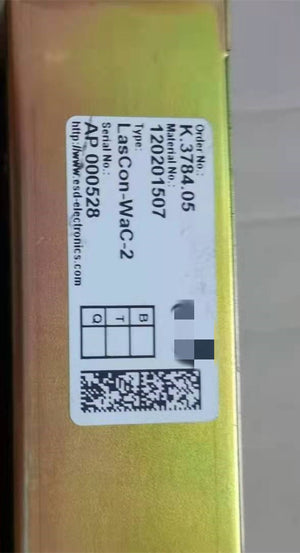 Order No.:
K.3784.05
Material No.:
120201507
Type:
LasCon-WaC-2
Serial No.:
AP 000528
http://www.esd-electronics.com
B
T
Q